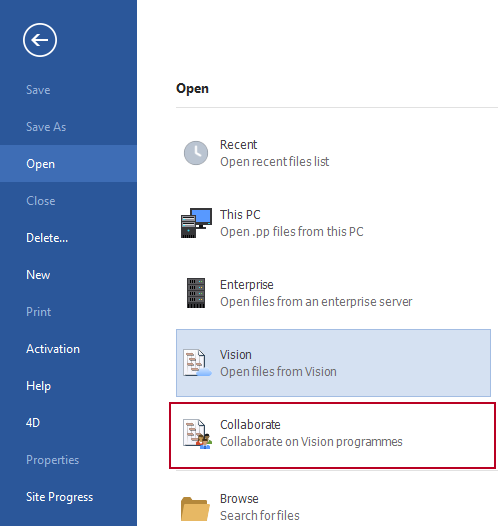 Save
Save As
Open
Close
Delete...
New
Print
Activation
Help
4D
Properties
Site Progress
Open
Recent
Open recent files list
This PC
Open .pp files from this PC
Enterprise
Open files from an enterprise server
Vision
Open files from Vision
Collaborate
Collaborate on Vision programmes
Browse
Search for files